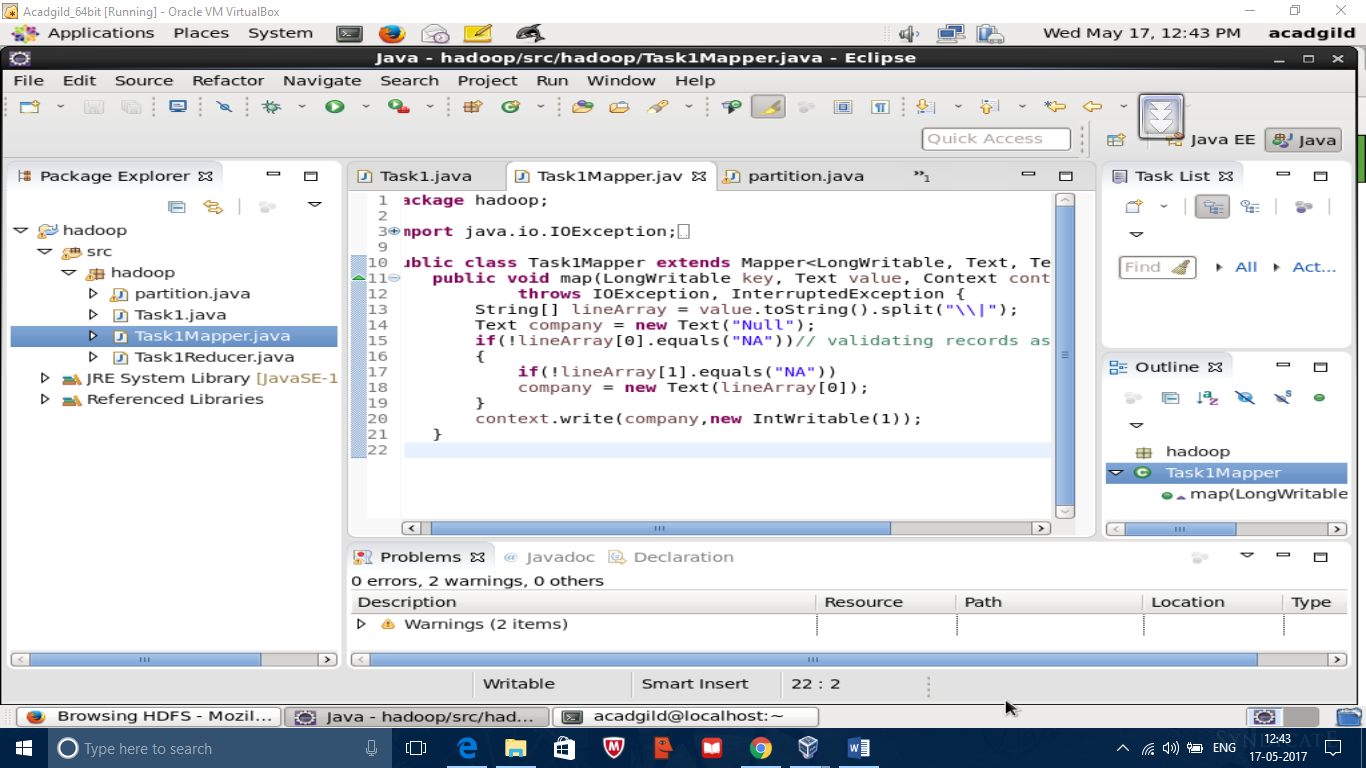 Acadgild_64bit [Running] - Oracle VM VirtualBox
Applications Places System Wed May 17, 12:43 PM acadgild
Java - hadoop/src/hadoop/Task1Mapper.java - Eclipse
File Edit Source Refactor Navigate Search Project Run Window Help
Quick Access Java EE Java
Package Explorer
hadoop
src
hadoop
partition.java
Task1.java
Task1Mapper.java
Task1Reducer.java
JRE System Library [JavaSE-1
Referenced Libraries
Task1.java Task1Mapper.jav partition.java "1
1 ackage hadoop;
2
3 mport java.io.IOException;
9
10 ublic class Task1Mapper extends Mapper<LongWritable, Text, Te
11 public void map(LongWritable key, Text value, Context cont
12 throws IOException, InterruptedException {
13 String[] lineArray = value.toString().split("\\|");
14 Text company = new Text("Null");
15 if(!lineArray[0].equals("NA"))// validating records as
16 {
17 if(!lineArray[1].equals("NA"))
18 company = new Text(lineArray[0]);
19 }
20 context.write(company,new IntWritable(1));
21 }
22
Task List
Find All Act...
Outline
hadoop
Task1Mapper
map(LongWritable
Problems Javadoc Declaration
0 errors, 2 warnings, 0 others
Description Resource Path Location Type
Warnings (2 items)
Writable Smart Insert 22 : 2
Browsing HDFS - Mozil... Java - hadoop/src/had... acadgild@localhost:~
Type here to search ENG 12:43
17-05-2017